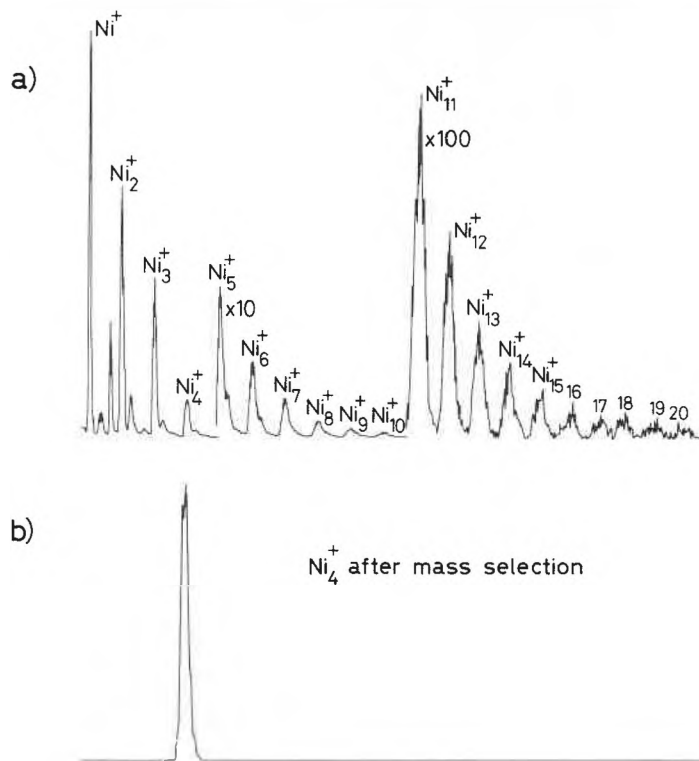 a)
Ni⁺
Ni₂⁺
Ni₃⁺
Ni₄⁺
Ni₅⁺
x10
Ni₆⁺
Ni₇⁺
Ni₈⁺
Ni₉⁺
Ni₁₀⁺
Ni₁₁⁺
x100
Ni₁₂⁺
Ni₁₃⁺
Ni₁₄⁺
Ni₁₅⁺
16
17
18
19
20
b)
Ni₄⁺ after mass selection